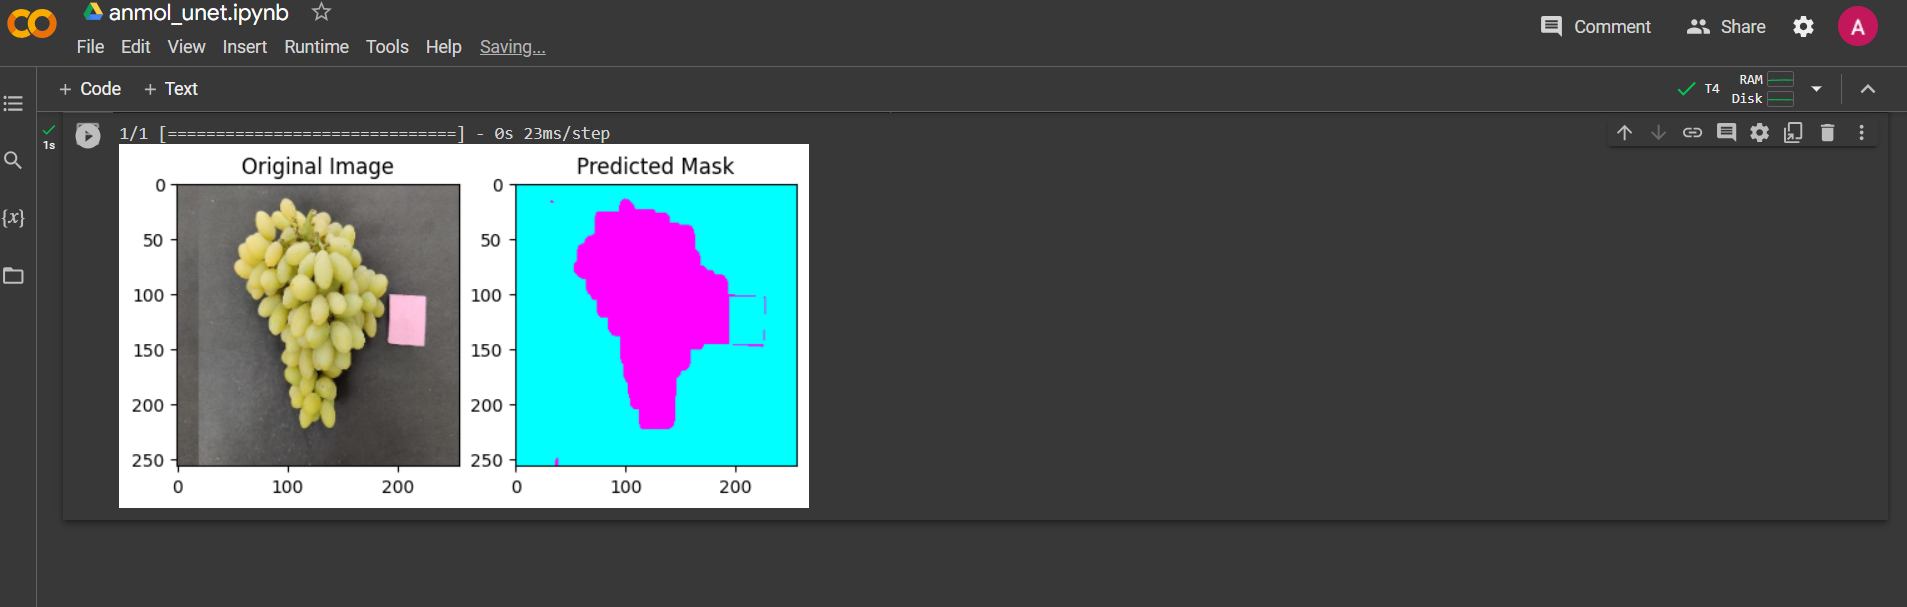 anmol_unet.ipynb
File Edit View Insert Runtime Tools Help Saving...
Comment Share A
+ Code + Text
T4 RAM Disk
{x}
1s
1/1 [==============================] - 0s 23ms/step
Original Image Predicted Mask
0 0
50 50
100 100
150 150
200 200
250 250
0 100 200 0 100 200